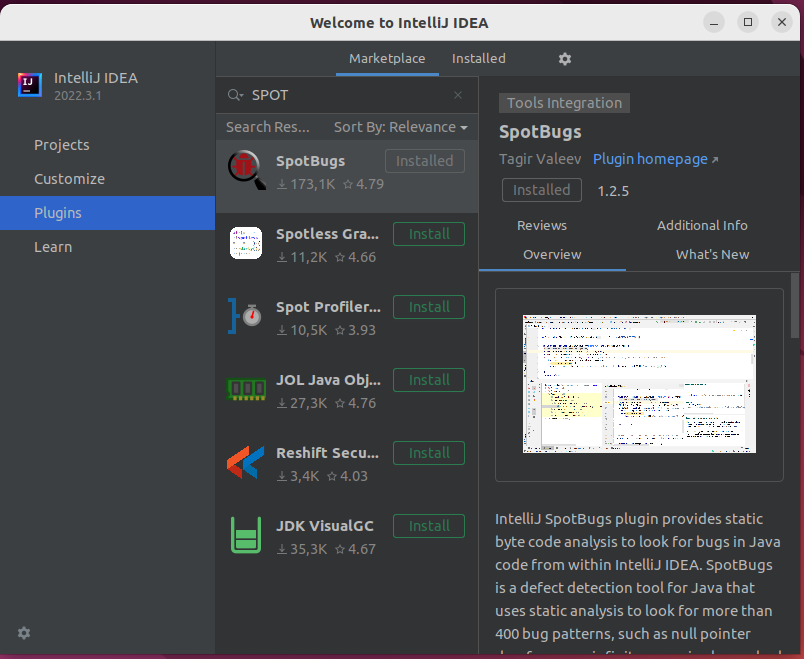 Welcome to IntelliJ IDEA
IJ
IntelliJ IDEA
2022.3.1
Projects
Customize
Plugins
Learn
Marketplace
Installed
SPOT
Search Res...
Sort By: Relevance
SpotBugs
Installed
173,1K 4.79
Spotless Gra...
Install
11,2K 4.66
Spot Profiler...
Install
10,5K 3.93
JOL Java Obj...
Install
27,3K 4.76
Reshift Secu...
Install
3,4K 4.03
JDK VisualGC
Install
35,3K 4.67
Tools Integration
SpotBugs
Tagir Valeev Plugin homepage
Installed 1.2.5
Reviews
Additional Info
Overview
What's New
IntelliJ SpotBugs plugin provides static
byte code analysis to look for bugs in Java
code from within IntelliJ IDEA. SpotBugs
is a defect detection tool for Java that
uses static analysis to look for more than
400 bug patterns, such as null pointer